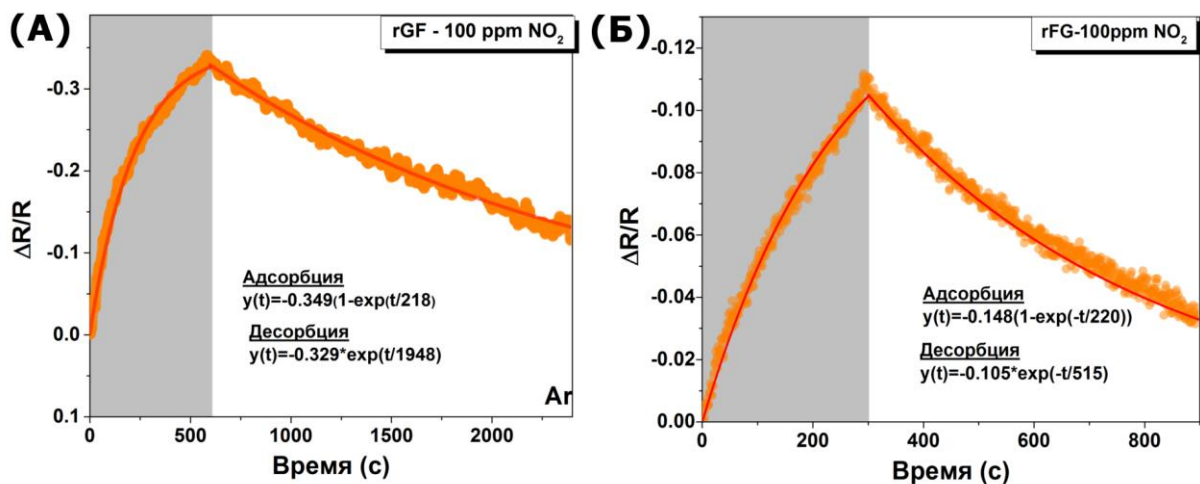 (А)
rGF - 100 ppm NO₂
-0.3
-0.2
-0.1
0.0
0.1
ΔR/R
Адсорбция
y(t)=-0.349(1-exp(t/218)
Десорбция
y(t)=-0.329*exp(t/1948)
Ar
0 500 1000 1500 2000
Время (с)
(Б)
rFG-100ppm NO₂
-0.12
-0.10
-0.08
-0.06
-0.04
-0.02
0.00
ΔR/R
Адсорбция
y(t)=-0.148(1-exp(-t/220))
Десорбция
y(t)=-0.105*exp(-t/515)
0 200 400 600 800
Время (с)